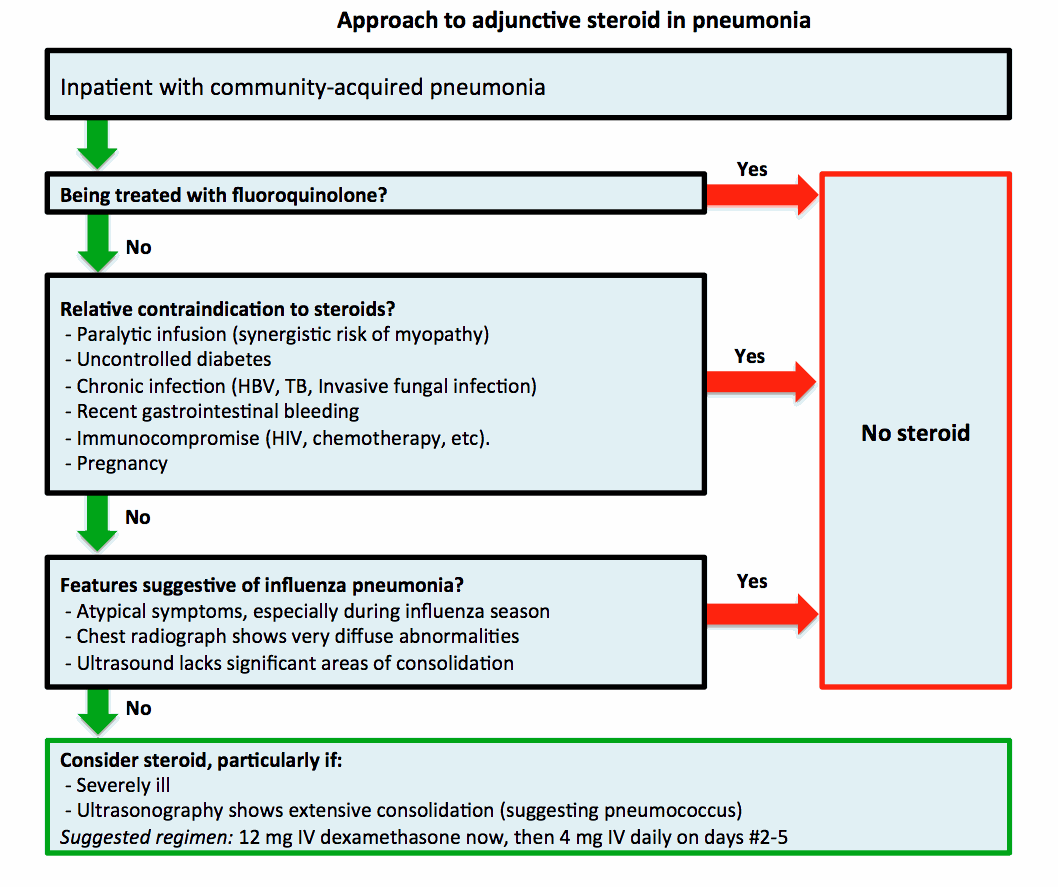 Approach to adjunctive steroid in pneumonia
Inpatient with community-acquired pneumonia
Being treated with fluoroquinolone?
Yes
No
Relative contraindication to steroids?
- Paralytic infusion (synergistic risk of myopathy)
- Uncontrolled diabetes
- Chronic infection (HBV, TB, Invasive fungal infection)
- Recent gastrointestinal bleeding
- Immunocompromise (HIV, chemotherapy, etc).
- Pregnancy
Yes
No steroid
No
Features suggestive of influenza pneumonia?
- Atypical symptoms, especially during influenza season
- Chest radiograph shows very diffuse abnormalities
- Ultrasound lacks significant areas of consolidation
Yes
No
Consider steroid, particularly if:
- Severely ill
- Ultrasonography shows extensive consolidation (suggesting pneumococcus)
Suggested regimen: 12 mg IV dexamethasone now, then 4 mg IV daily on days #2-5